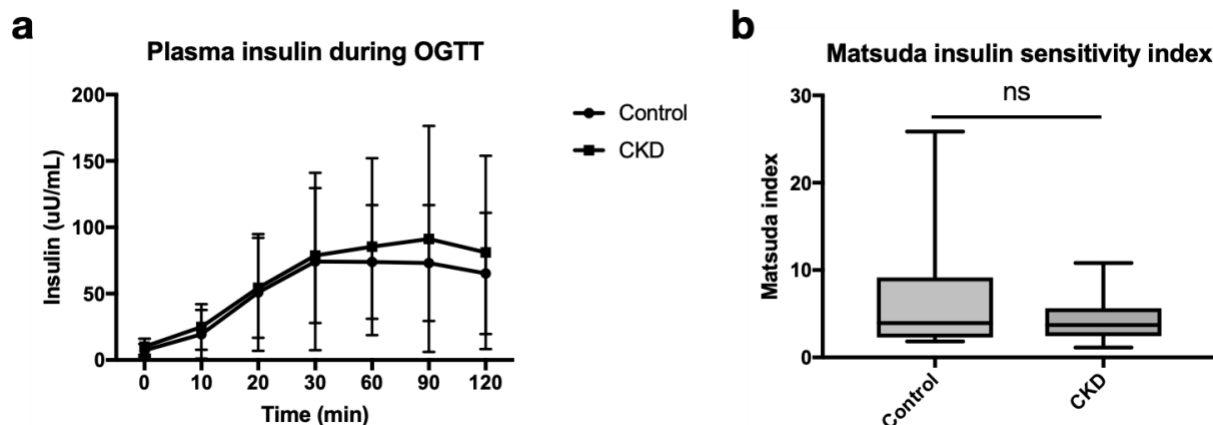 a
Plasma insulin during OGTT
200
150
100
50
0
Insulin (uU/mL)
0 10 20 30 60 90 120
Time (min)
Control
CKD
b
Matsuda insulin sensitivity index
ns
30
20
10
0
Matsuda index
Control
CKD